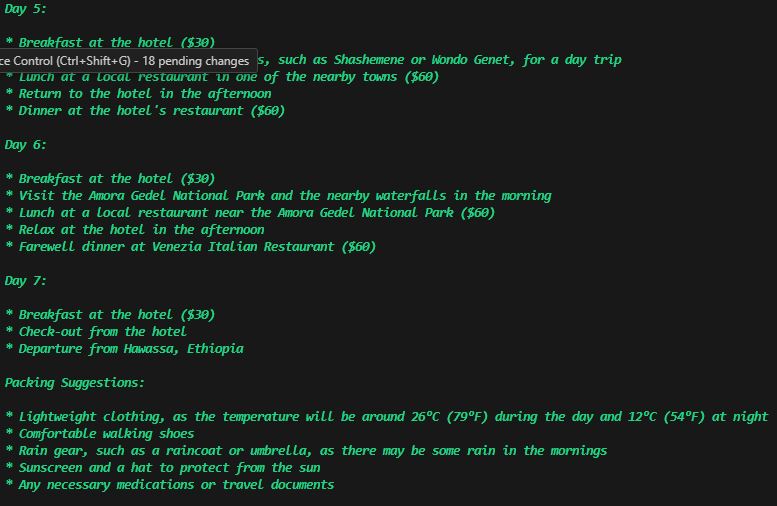 Day 5:
* Breakfast at the hotel ($30)
ce Control (Ctrl+Shift+G) - 18 pending changes
s, such as Shashemene or Wondo Genet, for a day trip
* Lunch at a local restaurant in one of the nearby towns ($60)
* Return to the hotel in the afternoon
* Dinner at the hotel's restaurant ($60)
Day 6:
* Breakfast at the hotel ($30)
* Visit the Amora Gedel National Park and the nearby waterfalls in the morning
* Lunch at a local restaurant near the Amora Gedel National Park ($60)
* Relax at the hotel in the afternoon
* Farewell dinner at Venezia Italian Restaurant ($60)
Day 7:
* Breakfast at the hotel ($30)
* Check-out from the hotel
* Departure from Hawassa, Ethiopia
Packing Suggestions:
* Lightweight clothing, as the temperature will be around 26°C (79°F) during the day and 12°C (54°F) at night
* Comfortable walking shoes
* Rain gear, such as a raincoat or umbrella, as there may be some rain in the mornings
* Sunscreen and a hat to protect from the sun
* Any necessary medications or travel documents